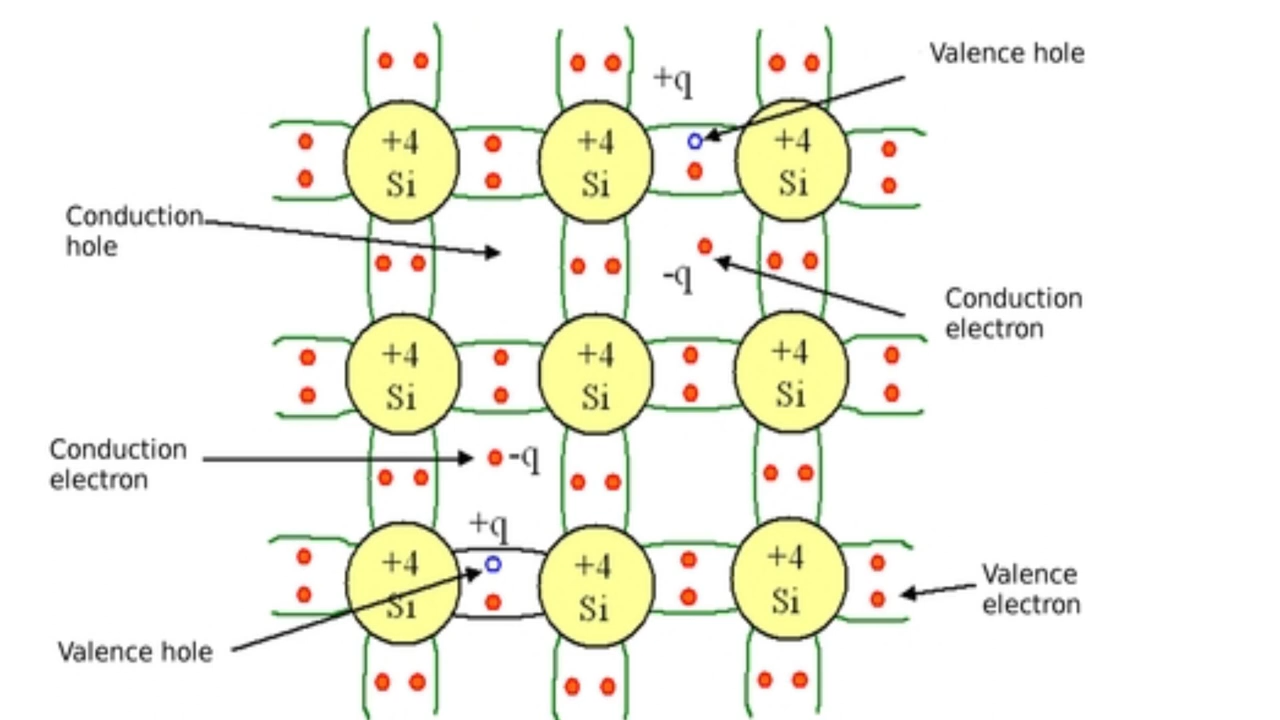 Valence hole
+q
+4
Si
+4
Si
+4
Si
Conduction
hole
-q
Conduction
electron
+4
Si
+4
Si
+4
Si
Conduction
electron
-q
+q
+4
Si
+4
Si
+4
Si
Valence
electron
Valence hole